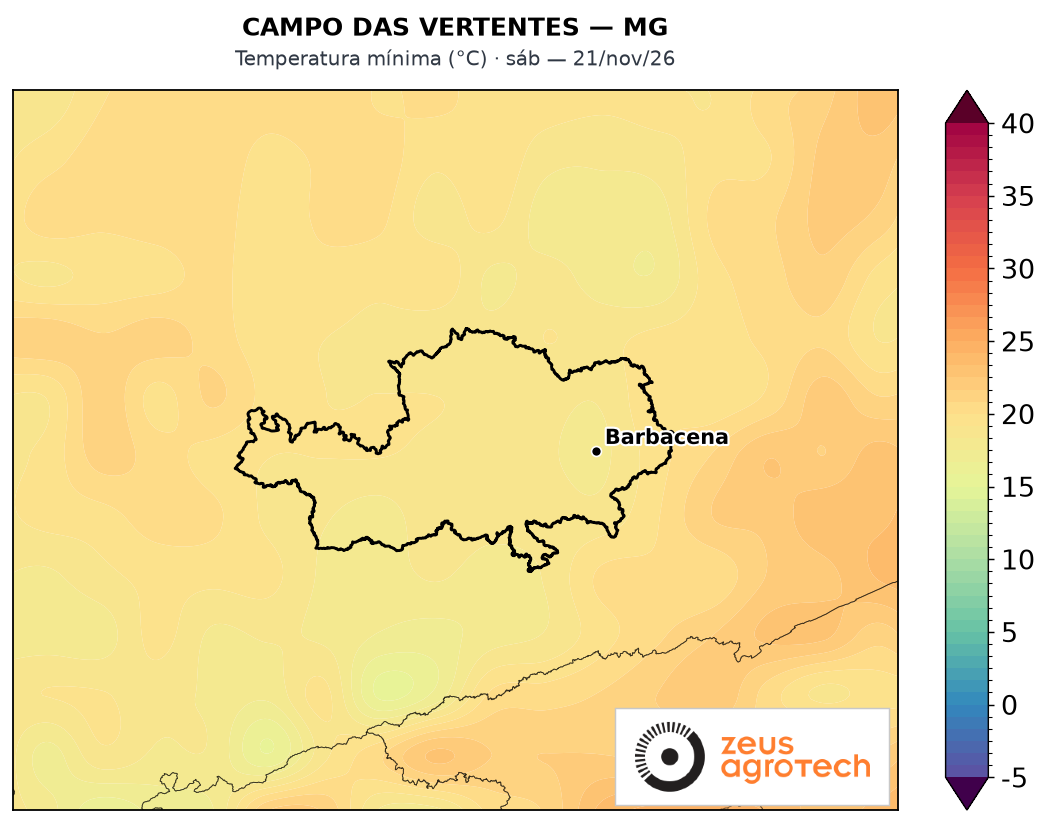 CAMPO DAS VERTENTES — MG
Temperatura mínima (°C) · sáb — 21/nov/26
Barbacena
40
35
30
25
20
15
10
5
0
-5
zeus
agrotech